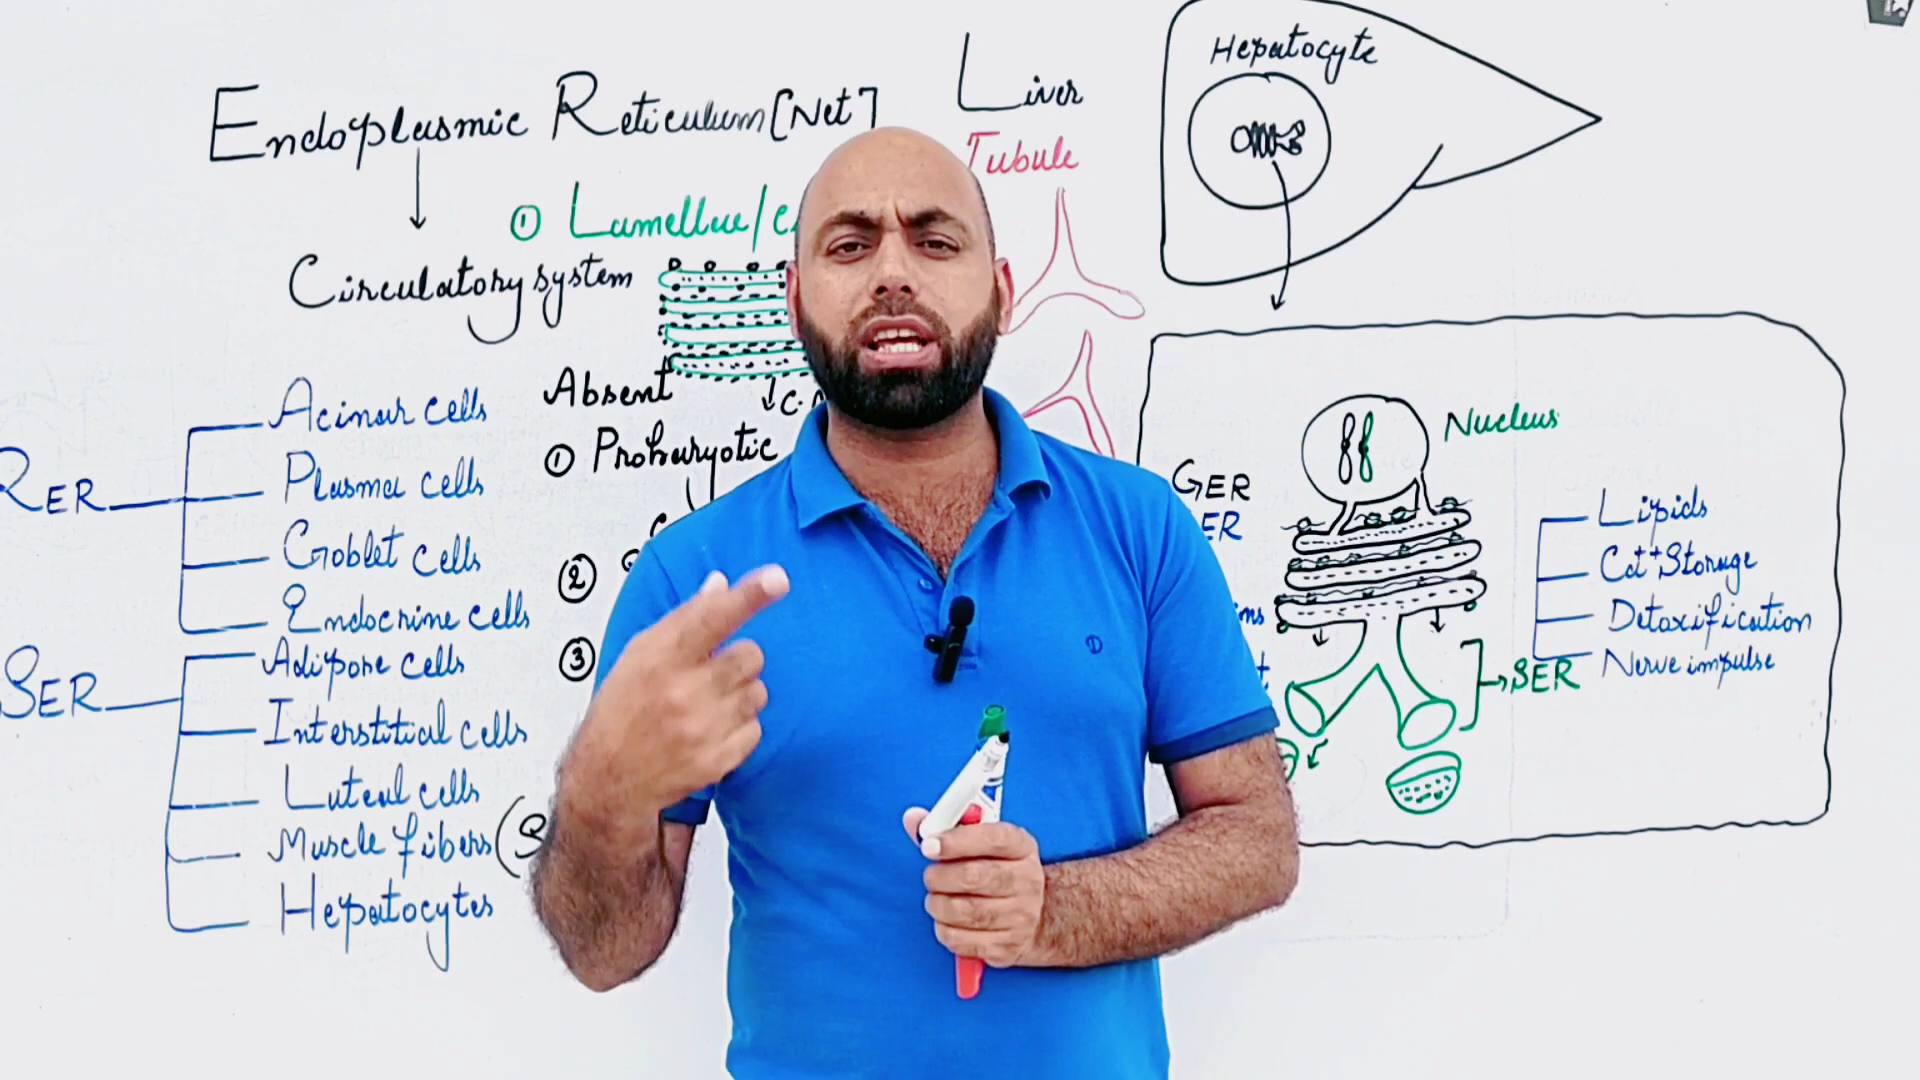 Endoplasmic Reticulum [Net]
Circulatory system
① Lamellae/
Liver
Tubule
Hepatocyte
Absent
① Prokaryotic
②
③
RER
Acinar cells
Plasma cells
Goblet cells
Endocrine cells
SER
Adipose cells
Interstitial cells
Luteal cells
Muscle fibers (S
Hepatocytes
GER
ER
Nucleus
SER
Lipids
Ca++ Storage
Detoxification
Nerve impulse